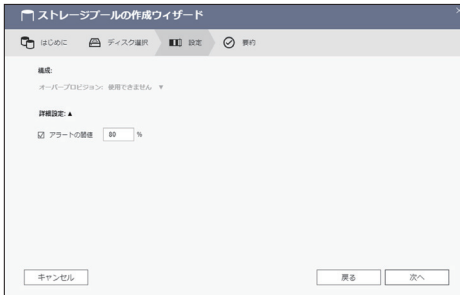 ストレージプールの作成ウィザード
はじめに ディスク選択 設定 要約
構成:
オーバープロビジョン: 使用できません ▼
詳細設定: ▲
☑ アラートの閾値 80 %
キャンセル 戻る 次へ